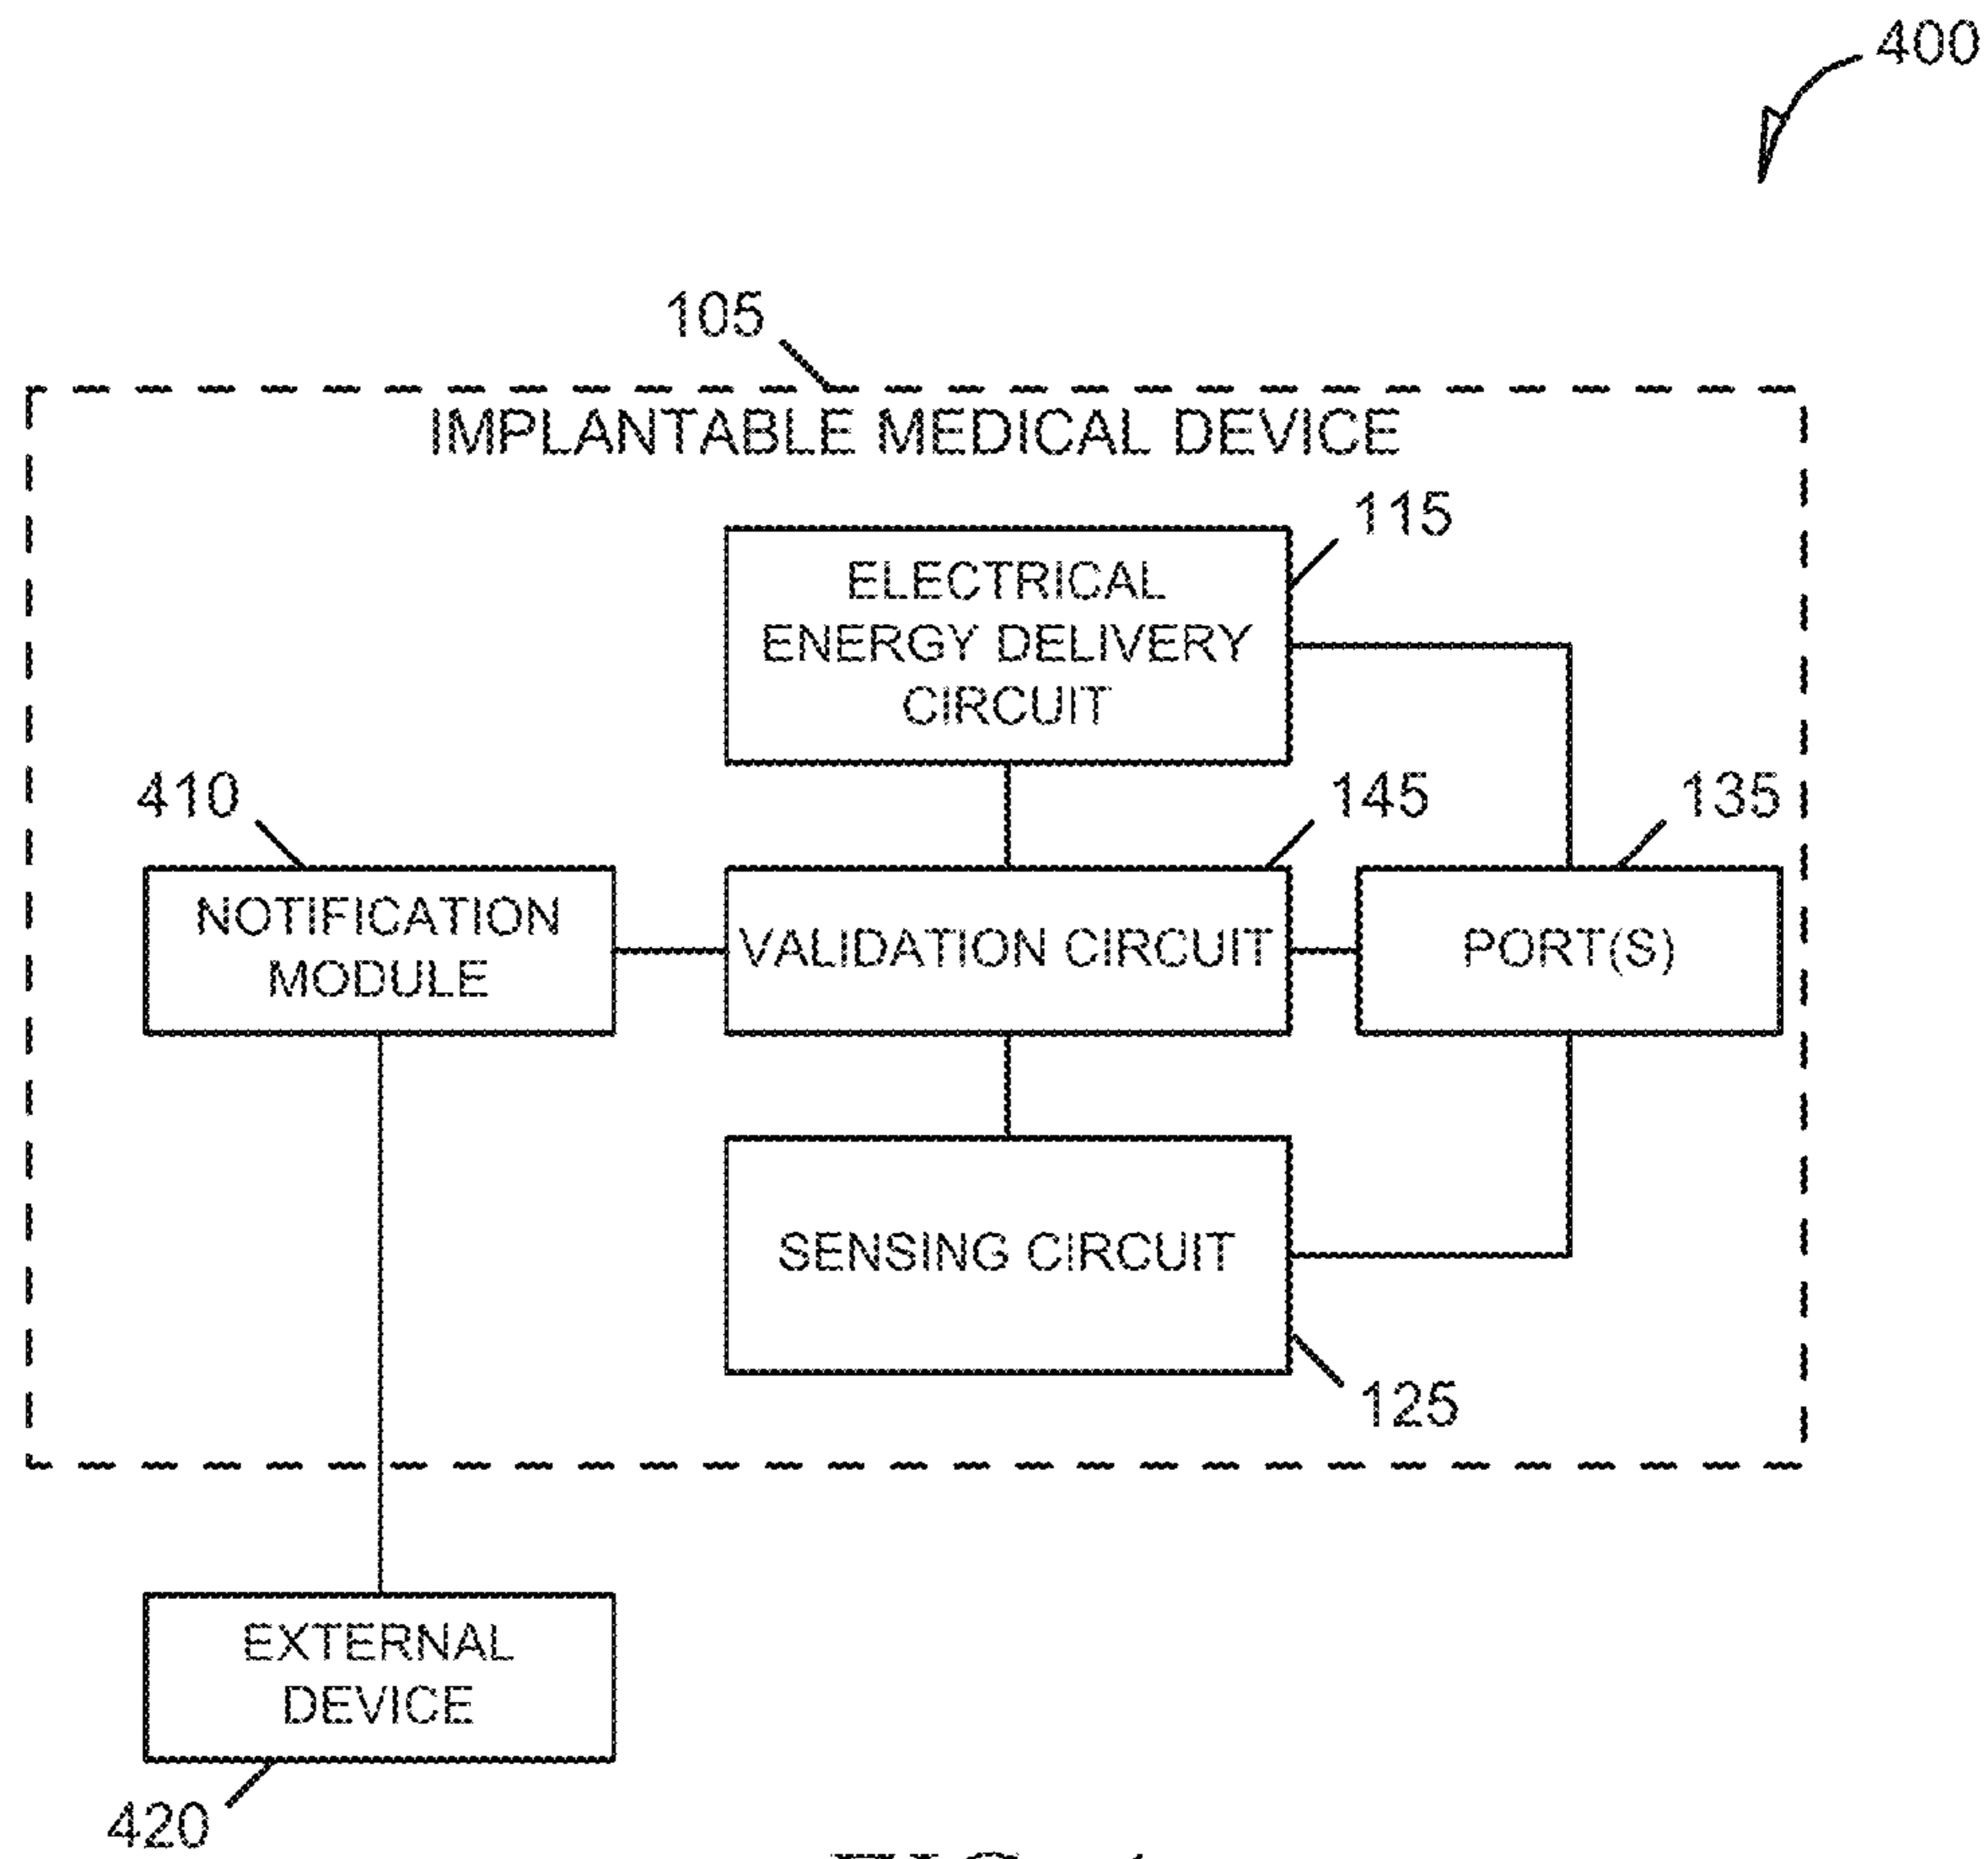 400
105
IMPLANTABLE MEDICAL DEVICE
115
ELECTRICAL
ENERGY DELIVERY
CIRCUIT
410
145
135
NOTIFICATION
MODULE
VALIDATION CIRCUIT
PORT(S)
SENSING CIRCUIT
125
EXTERNAL
DEVICE
420